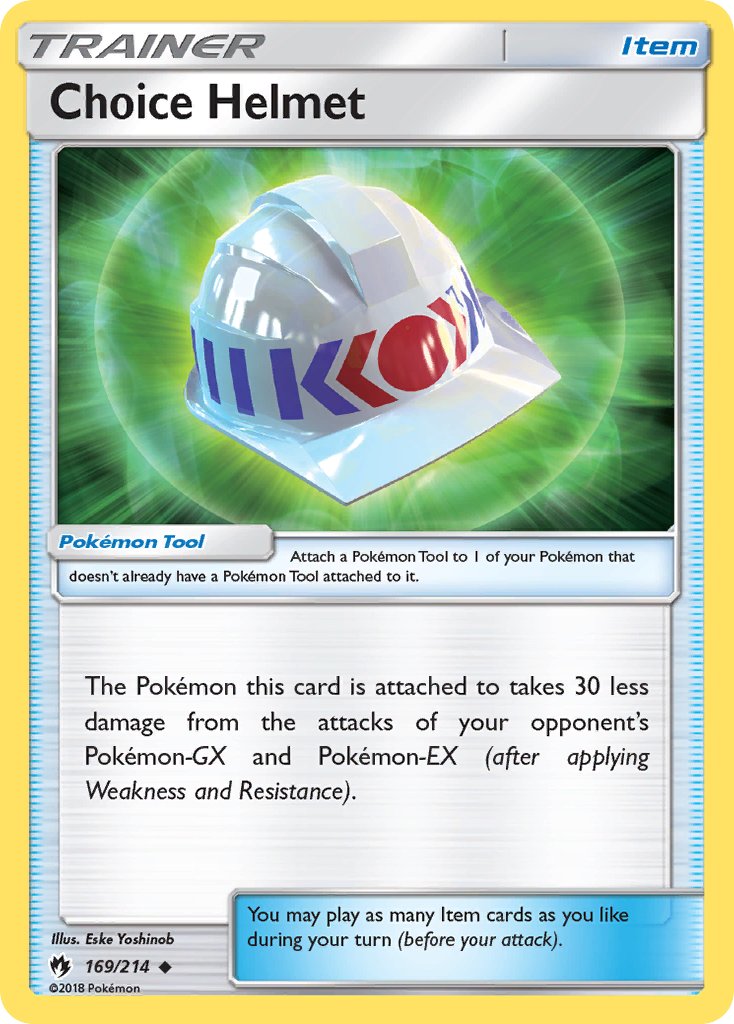 TRAINER
Item
Choice Helmet
Pokémon Tool
Attach a Pokémon Tool to 1 of your Pokémon that
doesn't already have a Pokémon Tool attached to it.
The Pokémon this card is attached to takes 30 less
damage from the attacks of your opponent's
Pokémon-GX and Pokémon-EX (after applying
Weakness and Resistance).
You may play as many Item cards as you like
during your turn (before your attack).
Illus. Eske Yoshinob
169/214
©2018 Pokémon